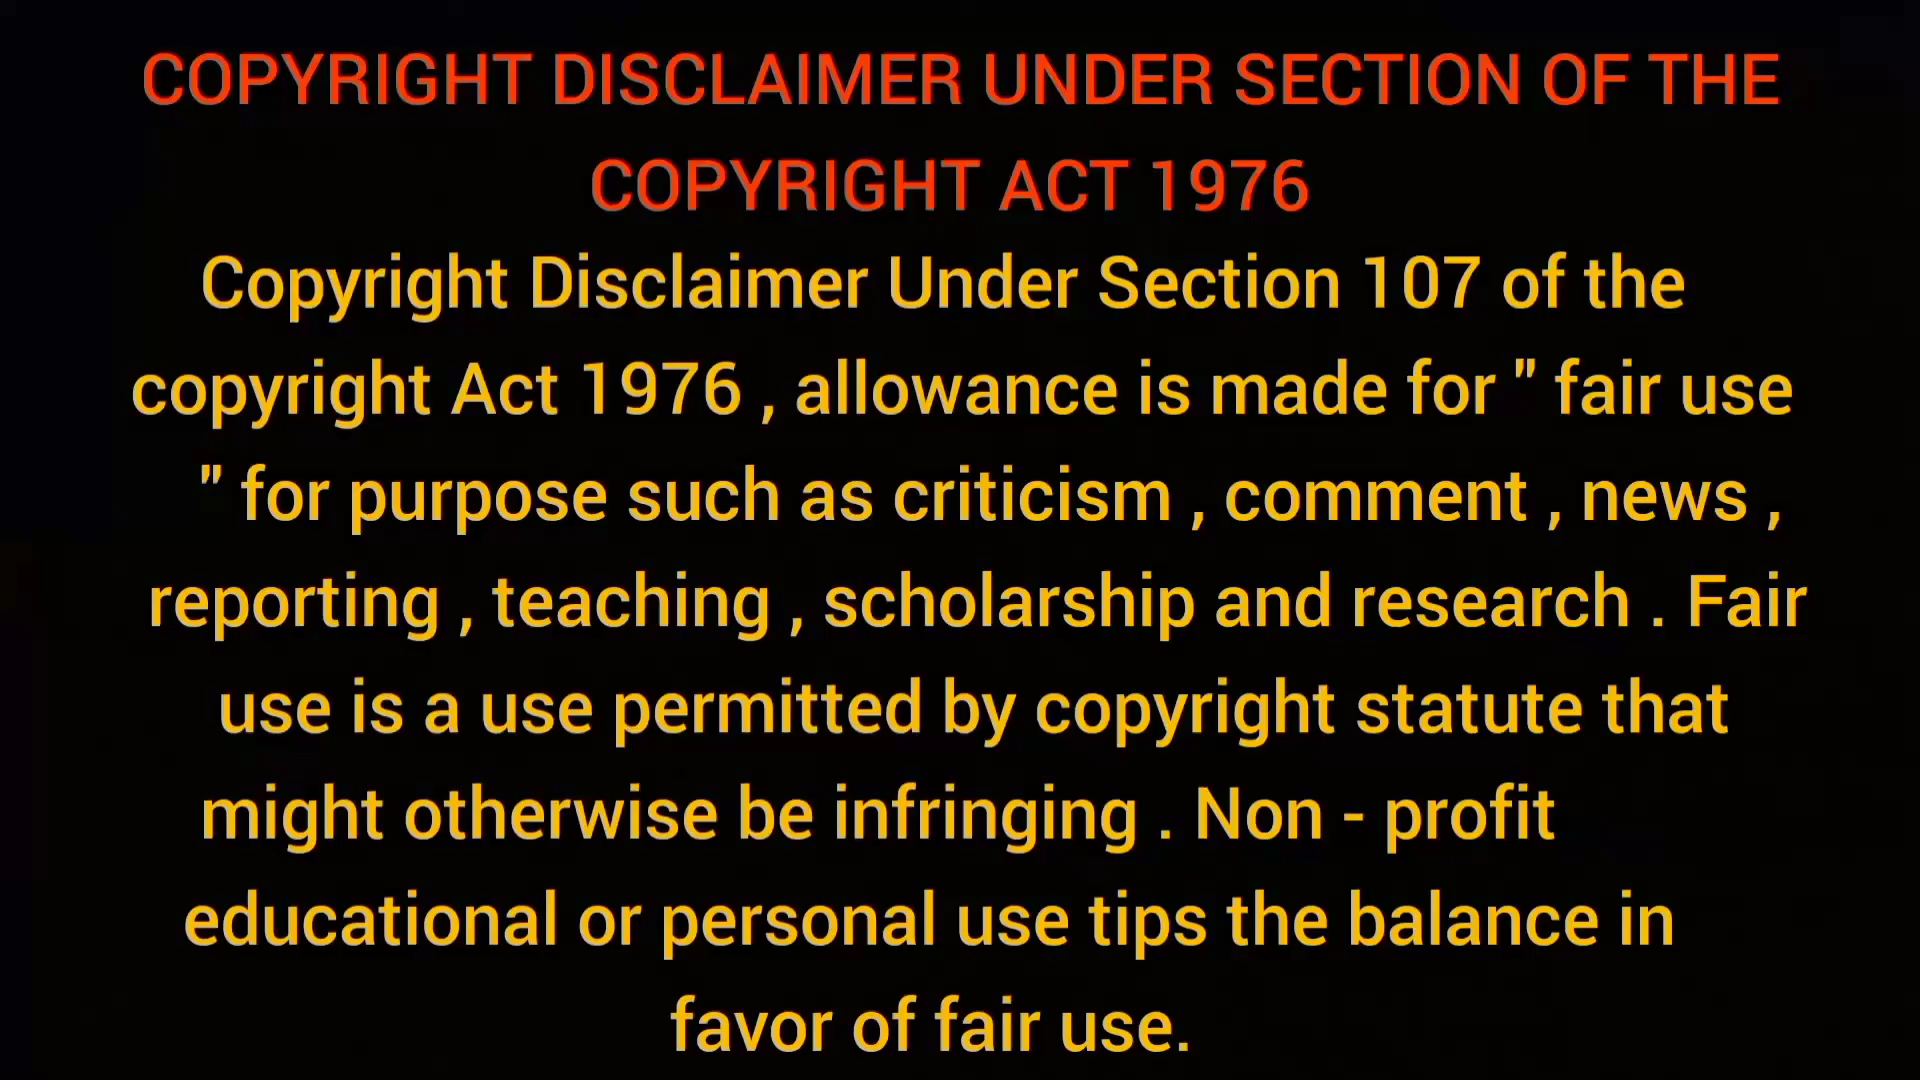 COPYRIGHT DISCLAIMER UNDER SECTION OF THE
COPYRIGHT ACT 1976
Copyright Disclaimer Under Section 107 of the
copyright Act 1976 , allowance is made for " fair use
" for purpose such as criticism , comment , news ,
reporting , teaching , scholarship and research . Fair
use is a use permitted by copyright statute that
might otherwise be infringing . Non - profit
educational or personal use tips the balance in
favor of fair use.